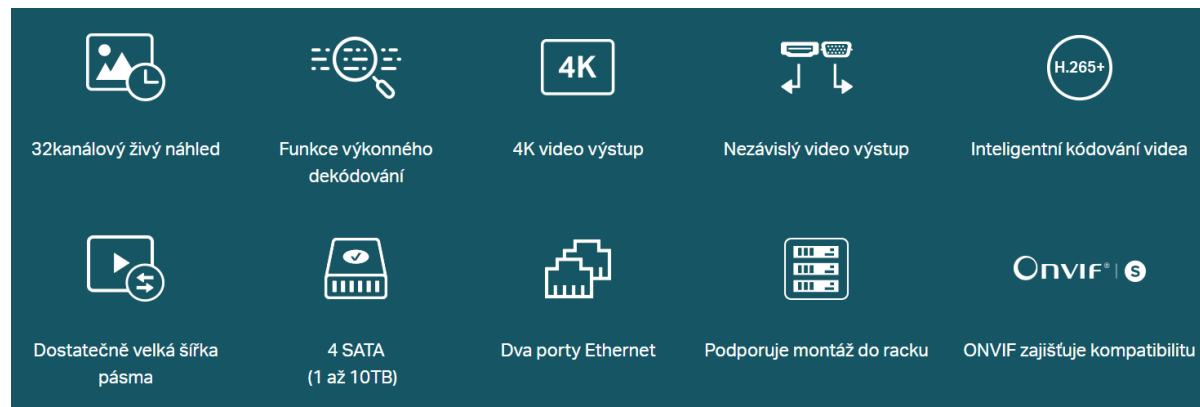 4K
H.265+
32kanálový živý náhled
Funkce výkonného
dekódování
4K video výstup
Nezávislý video výstup
Inteligentní kódování videa
ONVIF® | S
Dostatečně velká šířka
pásma
4 SATA
(1 až 10TB)
Dva porty Ethernet
Podporuje montáž do racku
ONVIF zajišťuje kompatibilitu